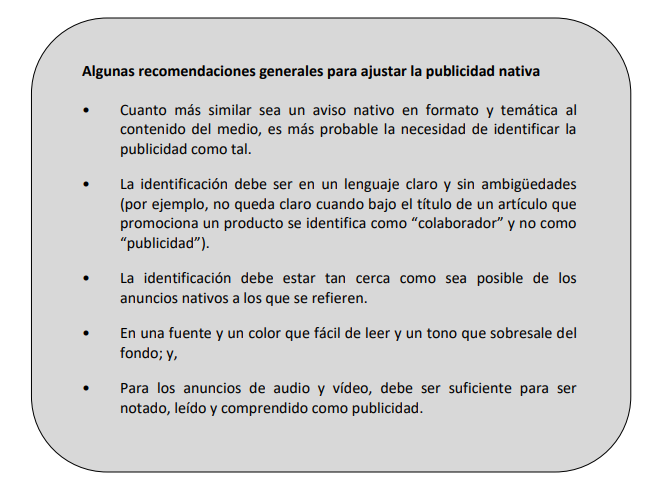 Algunas recomendaciones generales para ajustar la publicidad nativa
• Cuanto más similar sea un aviso nativo en formato y temática al
contenido del medio, es más probable la necesidad de identificar la
publicidad como tal.
• La identificación debe ser en un lenguaje claro y sin ambigüedades
(por ejemplo, no queda claro cuando bajo el título de un artículo que
promociona un producto se identifica como “colaborador” y no como
“publicidad”).
• La identificación debe estar tan cerca como sea posible de los
anuncios nativos a los que se refieren.
• En una fuente y un color que fácil de leer y un tono que sobresale del
fondo; y,
• Para los anuncios de audio y vídeo, debe ser suficiente para ser
notado, leído y comprendido como publicidad.